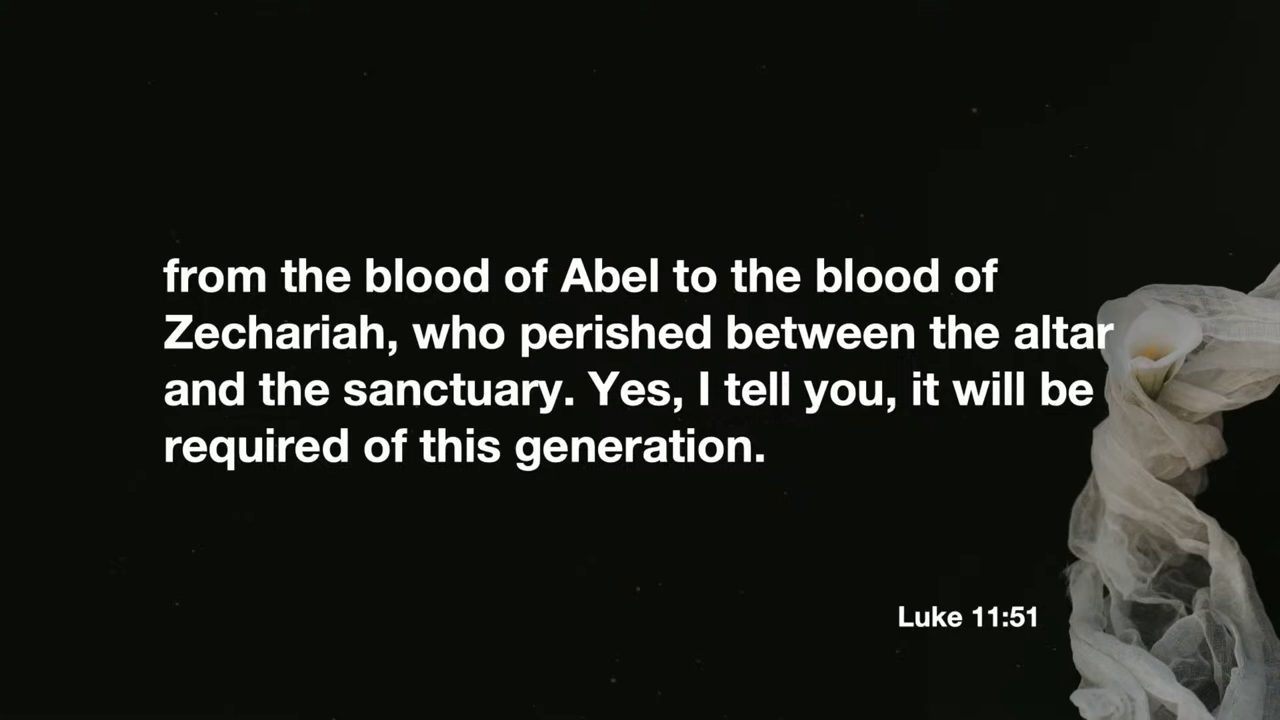 from the blood of Abel to the blood of
Zechariah, who perished between the altar
and the sanctuary. Yes, I tell you, it will be
required of this generation.
Luke 11:51